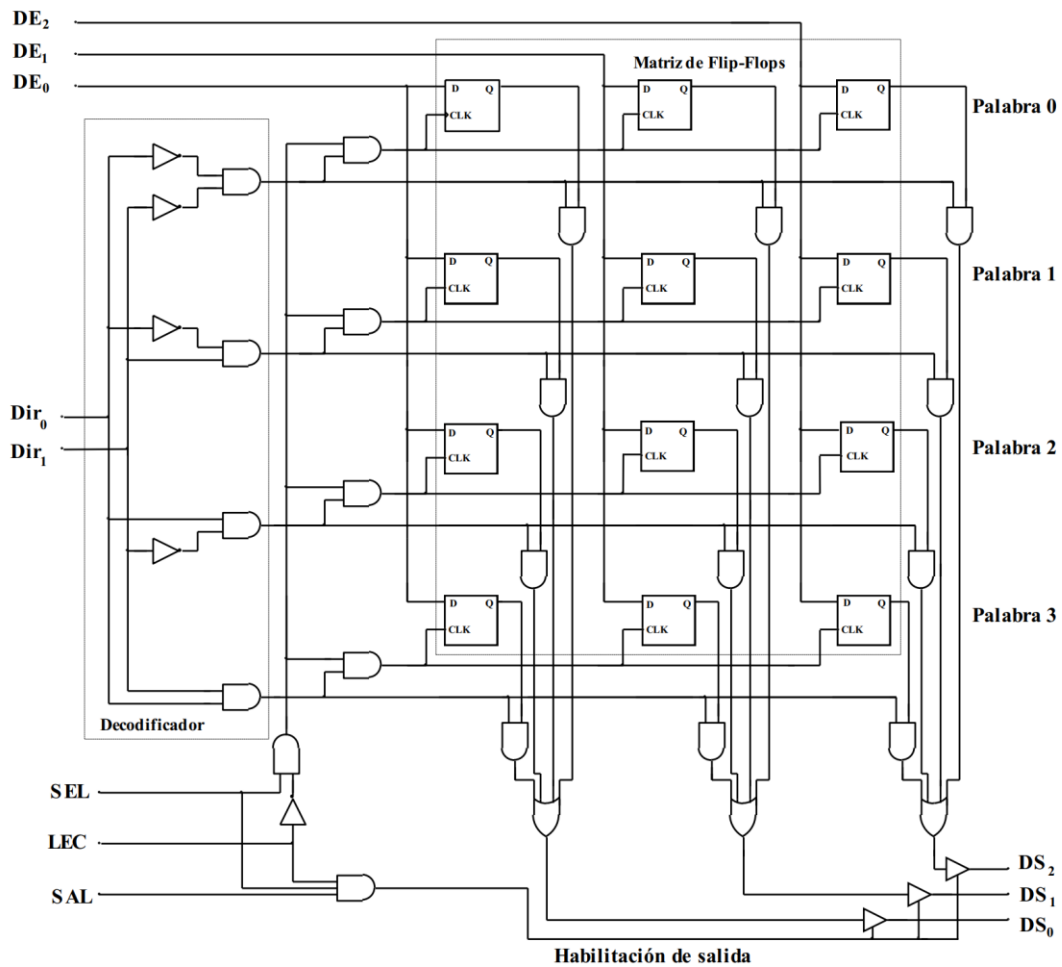 DE2
DE1
DE0
Matriz de Flip-Flops
D Q
CLK
D Q
CLK
D Q
CLK
Palabra 0
D Q
CLK
D Q
CLK
D Q
CLK
Palabra 1
Dir0
Dir1
D Q
CLK
D Q
CLK
D Q
CLK
Palabra 2
D Q
CLK
D Q
CLK
D Q
CLK
Palabra 3
Decodificador
SEL
LEC
SAL
DS2
DS1
DS0
Habilitación de salida